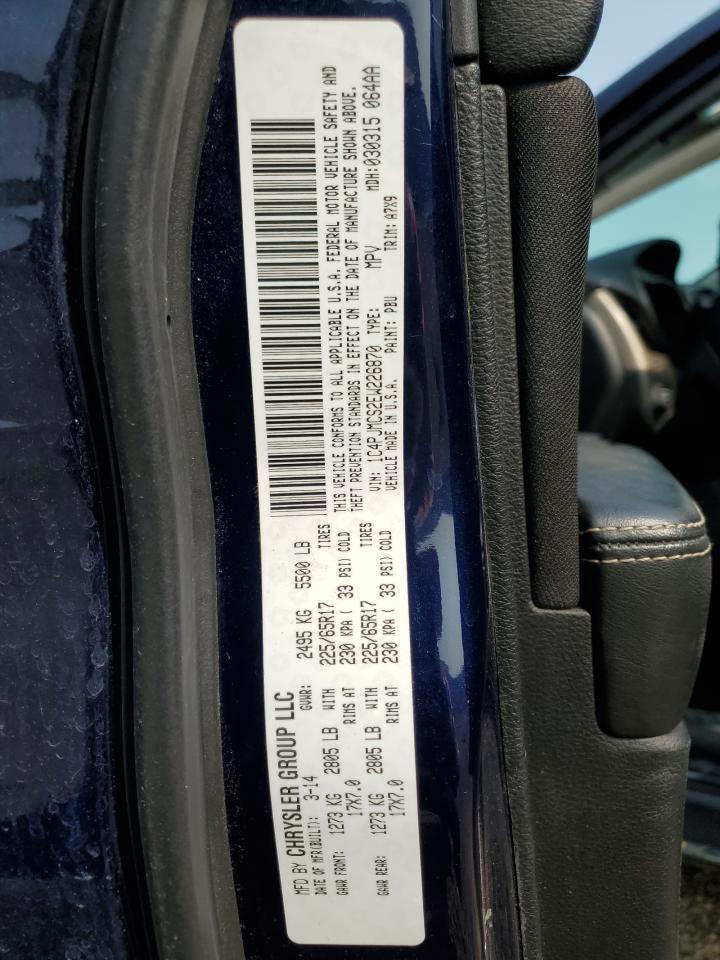 MFD BY CHRYSLER GROUP LLC
DATE OF MFR(BUILT): 3-14 GVWR: 2495 KG 5500 LB
GAWR FRONT: 1273 KG 2805 LB WITH 225/65R17 TIRES
17X7.0 RIMS AT 230 KPA ( 33 PSI) COLD
GAWR REAR: 1273 KG 2805 LB WITH 225/65R17 TIRES
17X7.0 RIMS AT 230 KPA ( 33 PSI) COLD
THIS VEHICLE CONFORMS TO ALL APPLICABLE U.S.A. FEDERAL MOTOR VEHICLE SAFETY AND
THEFT PREVENTION STANDARDS IN EFFECT ON THE DATE OF MANUFACTURE SHOWN ABOVE.
VIN: 1C4PJMCS2EW226870 TYPE: MPV MDH:030315 064AA
VEHICLE MADE IN U.S.A. PAINT: PBU TRIM: A7X9